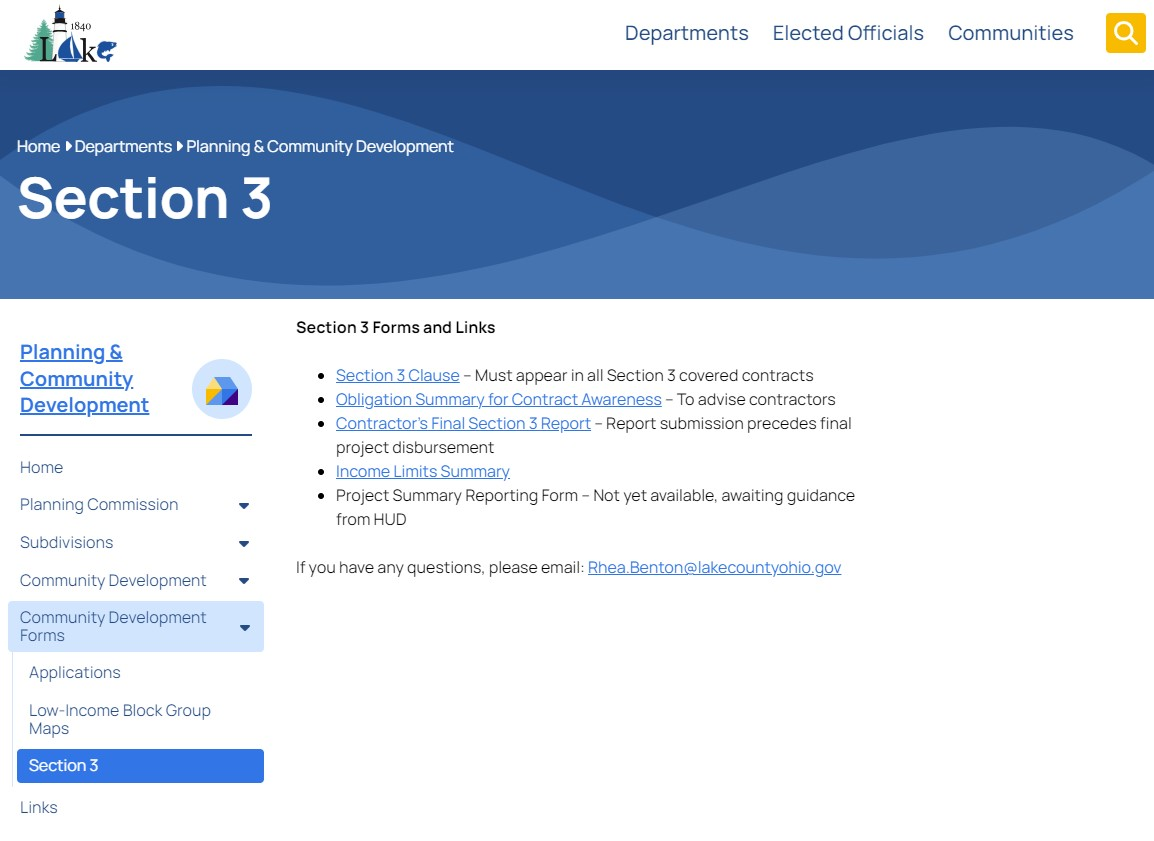 1840
Lake
Departments
Elected Officials
Communities
Home Departments Planning & Community Development
Section 3
Planning &
Community
Development
Home
Planning Commission
Subdivisions
Community Development
Community Development
Forms
Applications
Low-Income Block Group
Maps
Section 3
Links
Section 3 Forms and Links
Section 3 Clause – Must appear in all Section 3 covered contracts
Obligation Summary for Contract Awareness – To advise contractors
Contractor's Final Section 3 Report – Report submission precedes final
project disbursement
Income Limits Summary
Project Summary Reporting Form – Not yet available, awaiting guidance
from HUD
If you have any questions, please email: Rhea.Benton@lakecountyohio.gov